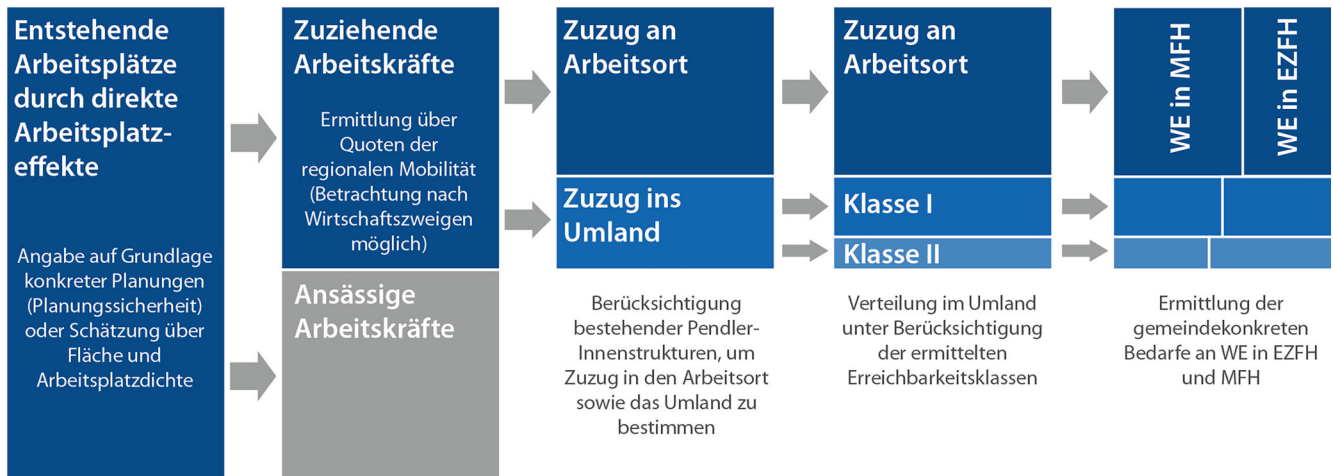 Entstehende
Arbeitsplätze
durch direkte
Arbeitsplatz-
effekte
Angabe auf Grundlage
konkreter Planungen
(Planungssicherheit)
oder Schätzung über
Fläche und
Arbeitsplatzdichte
Zuziehende
Arbeitskräfte
Ermittlung über
Quoten der
regionalen Mobilität
(Betrachtung nach
Wirtschaftszweigen
möglich)
Ansässige
Arbeitskräfte
Zuzug an
Arbeitsort
Zuzug ins
Umland
Berücksichtigung
bestehender Pendler-
Innenstrukturen, um
Zuzug in den Arbeitsort
sowie das Umland zu
bestimmen
Zuzug an
Arbeitsort
Klasse I
Klasse II
Verteilung im Umland
unter Berücksichtigung
der ermittelten
Erreichbarkeitsklassen
WE in MFH
WE in EZFH
Ermittlung der
gemeindekonkreten
Bedarfe an WE in EZFH
und MFH